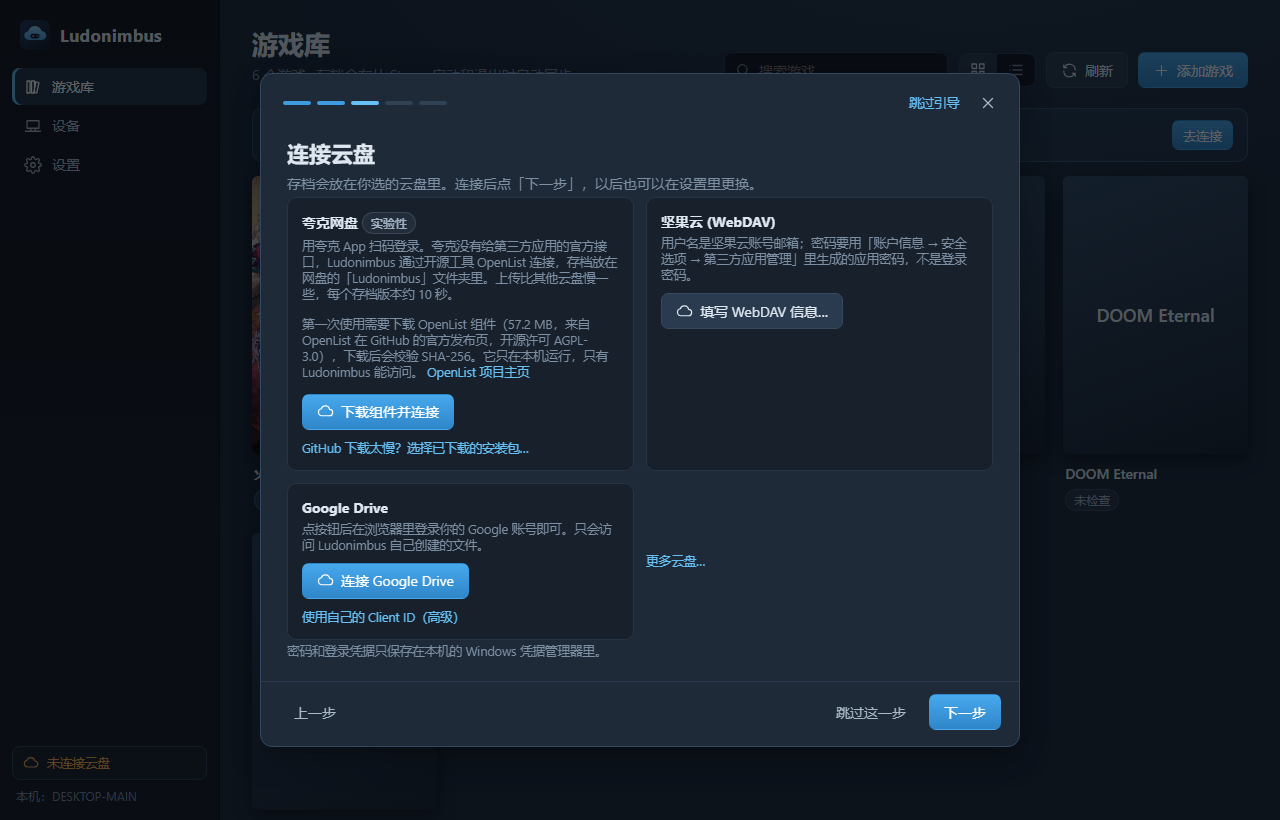 Ludonimbus
游戏库
设备
设置
未连接云盘
本机：DESKTOP-MAIN
游戏库
搜索游戏
刷新
添加游戏
去连接
跳过引导
连接云盘
存档会放在你选的云盘里。连接后点「下一步」，以后也可以在设置里更换。
夸克网盘 实验性
用夸克 App 扫码登录。夸克没有给第三方应用的官方接
口，Ludonimbus 通过开源工具 OpenList 连接，存档放在
网盘的「Ludonimbus」文件夹里。上传比其他云盘慢一
些，每个存档版本约 10 秒。
第一次使用需要下载 OpenList 组件（57.2 MB，来自
OpenList 在 GitHub 的官方发布页，开源许可 AGPL-
3.0），下载后会校验 SHA-256。它只在本机运行，只有
Ludonimbus 能访问。 OpenList 项目主页
下载组件并连接
GitHub 下载太慢？选择已下载的安装包...
坚果云 (WebDAV)
用户名是坚果云账号邮箱；密码要用「账户信息 → 安全
选项 → 第三方应用管理」里生成的应用密码，不是登录
密码。
填写 WebDAV 信息...
Google Drive
点按钮后在浏览器里登录你的 Google 账号即可。只会访
问 Ludonimbus 自己创建的文件。
连接 Google Drive
使用自己的 Client ID（高级）
更多云盘...
密码和登录凭据只保存在本机的 Windows 凭据管理器里。
上一步
跳过这一步
下一步
DOOM Eternal
DOOM Eternal
未检查